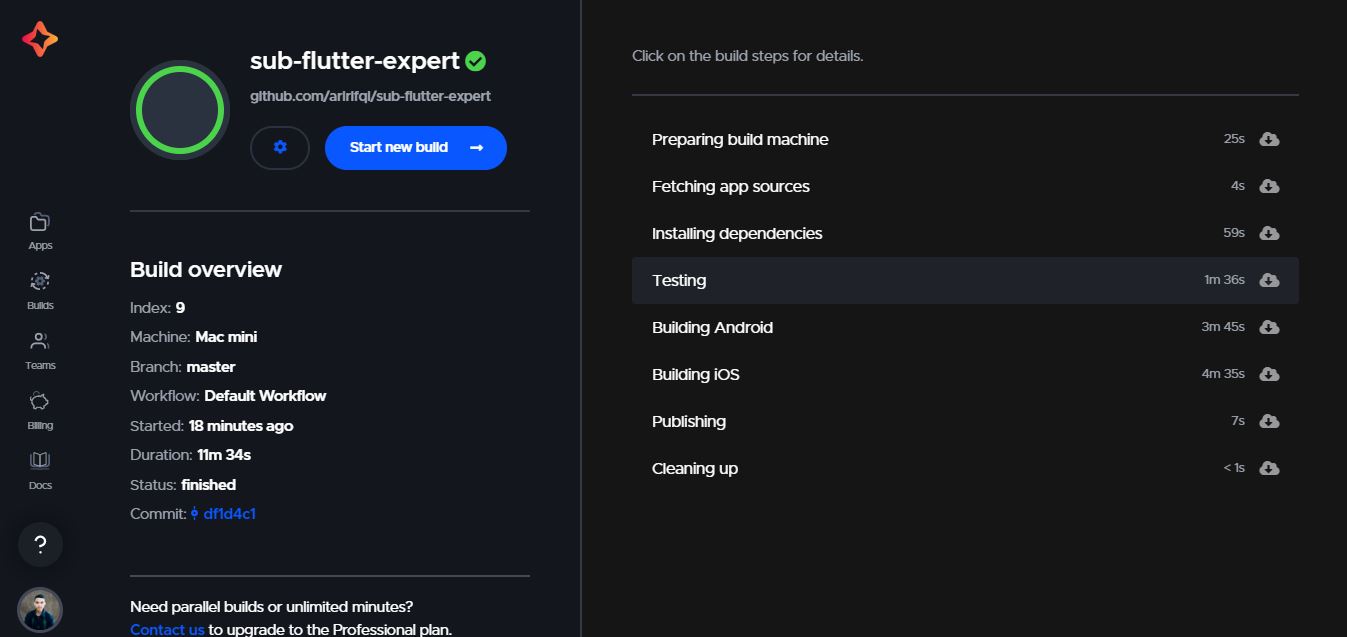 sub-flutter-expert
github.com/aririfqi/sub-flutter-expert
Start new build
Apps
Builds
Teams
Billing
Docs
?
Build overview
Index: 9
Machine: Mac mini
Branch: master
Workflow: Default Workflow
Started: 18 minutes ago
Duration: 11m 34s
Status: finished
Commit: df1d4c1
Need parallel builds or unlimited minutes?
Contact us to upgrade to the Professional plan.
Click on the build steps for details.
Preparing build machine 25s
Fetching app sources 4s
Installing dependencies 59s
Testing 1m 36s
Building Android 3m 45s
Building iOS 4m 35s
Publishing 7s
Cleaning up < 1s